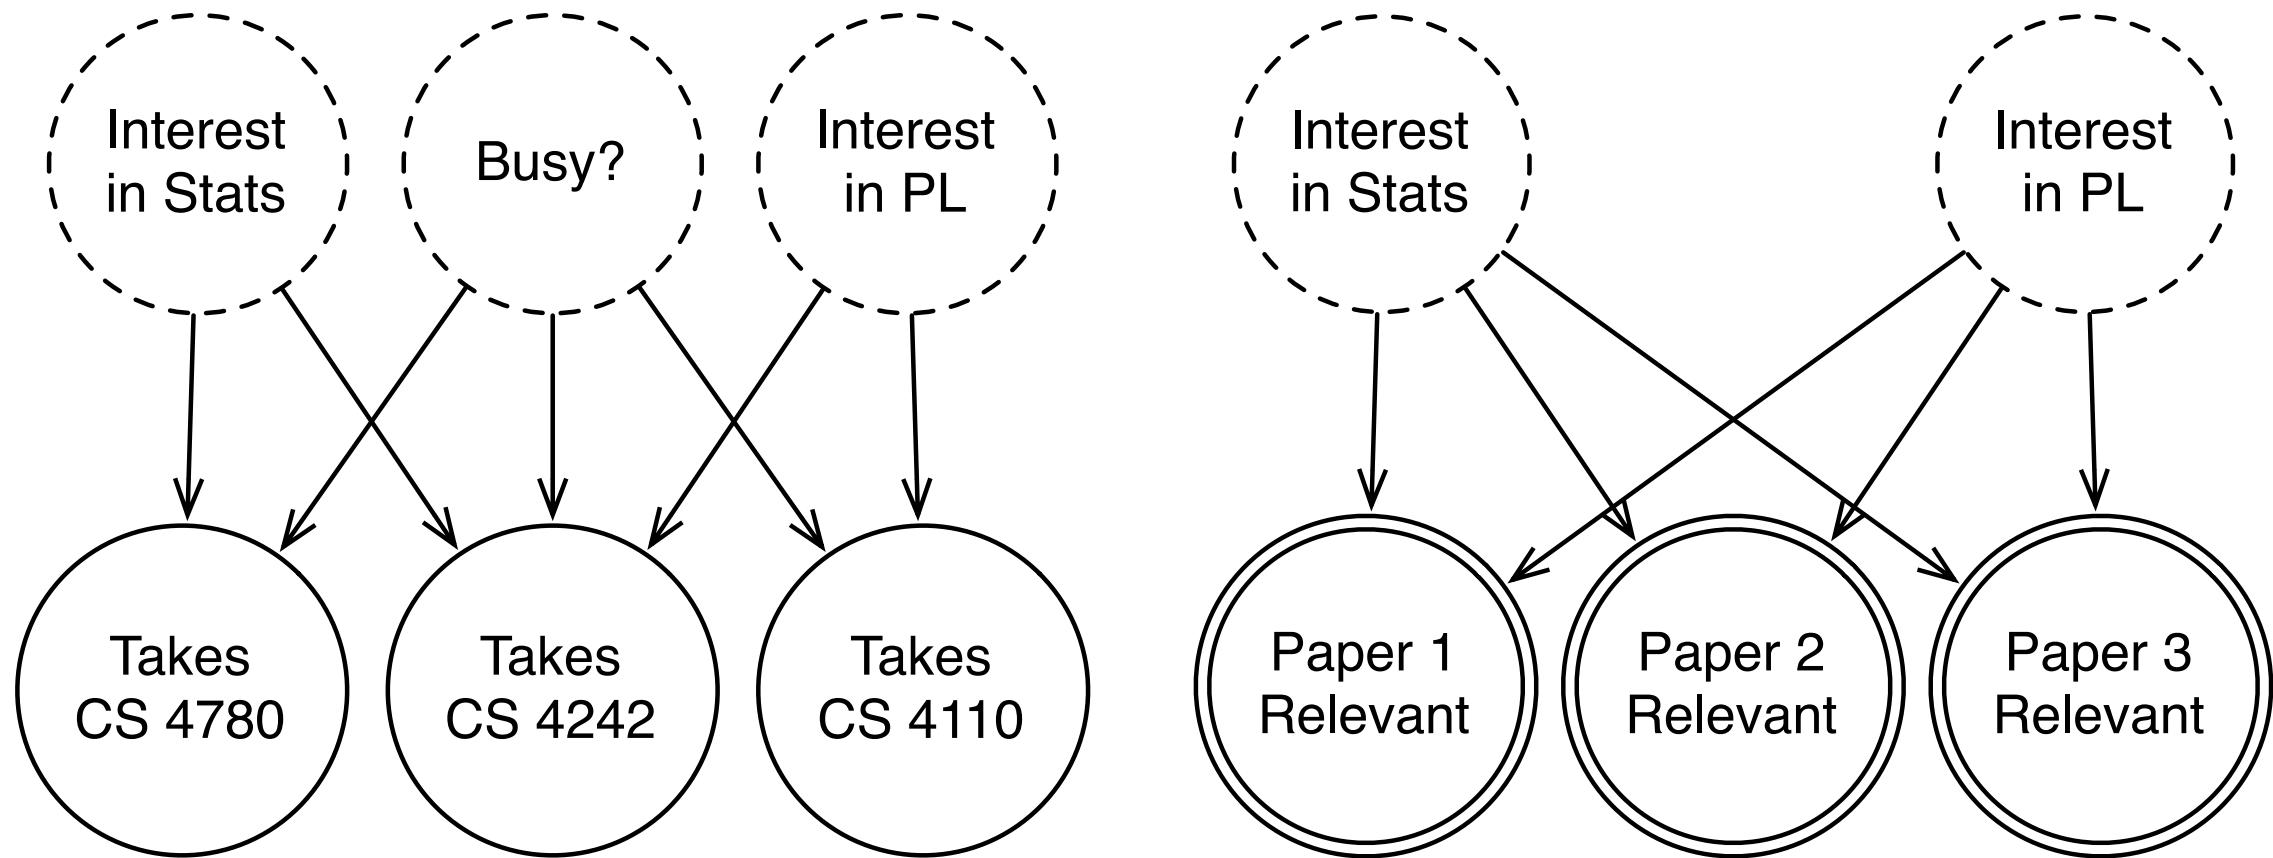 Interest
in Stats
Busy?
Interest
in PL
Interest
in Stats
Interest
in PL
Takes
CS 4780
Takes
CS 4242
Takes
CS 4110
Paper 1
Relevant
Paper 2
Relevant
Paper 3
Relevant